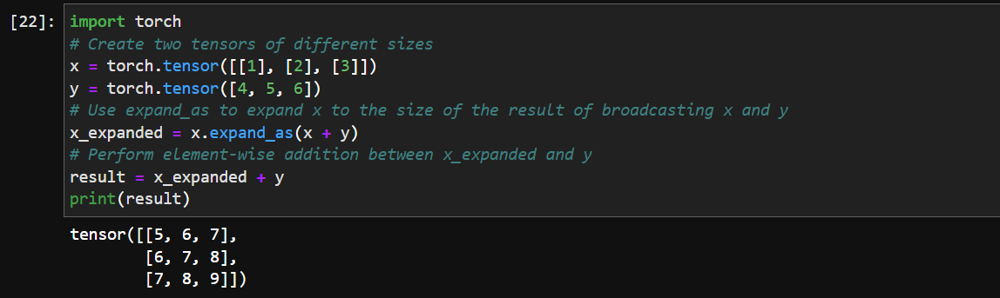 [22]: import torch
# Create two tensors of different sizes
x = torch.tensor([[1], [2], [3]])
y = torch.tensor([4, 5, 6])
# Use expand_as to expand x to the size of the result of broadcasting x and y
x_expanded = x.expand_as(x + y)
# Perform element-wise addition between x_expanded and y
result = x_expanded + y
print(result)
tensor([[5, 6, 7],
        [6, 7, 8],
        [7, 8, 9]])